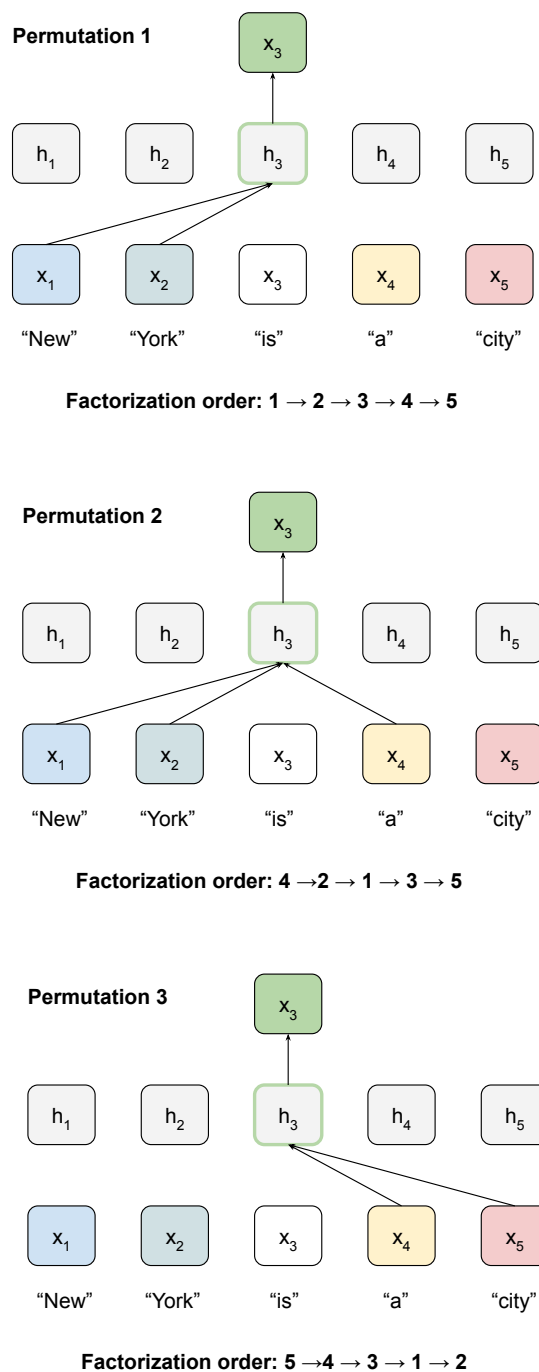 Permutation 1
x₃
h₁ h₂ h₃ h₄ h₅
x₁ x₂ x₃ x₄ x₅
“New” “York” “is” “a” “city”
Factorization order: 1 → 2 → 3 → 4 → 5
Permutation 2
x₃
h₁ h₂ h₃ h₄ h₅
x₁ x₂ x₃ x₄ x₅
“New” “York” “is” “a” “city”
Factorization order: 4 →2 → 1 → 3 → 5
Permutation 3
x₃
h₁ h₂ h₃ h₄ h₅
x₁ x₂ x₃ x₄ x₅
“New” “York” “is” “a” “city”
Factorization order: 5 →4 → 3 → 1 → 2